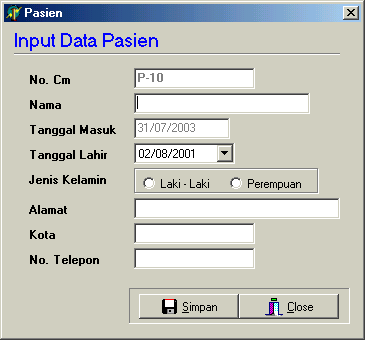 Pasien
Input Data Pasien
No. Cm P-10
Nama
Tanggal Masuk 31/07/2003
Tanggal Lahir 02/08/2001
Jenis Kelamin Laki - Laki Perempuan
Alamat
Kota
No. Telepon
Simpan Close